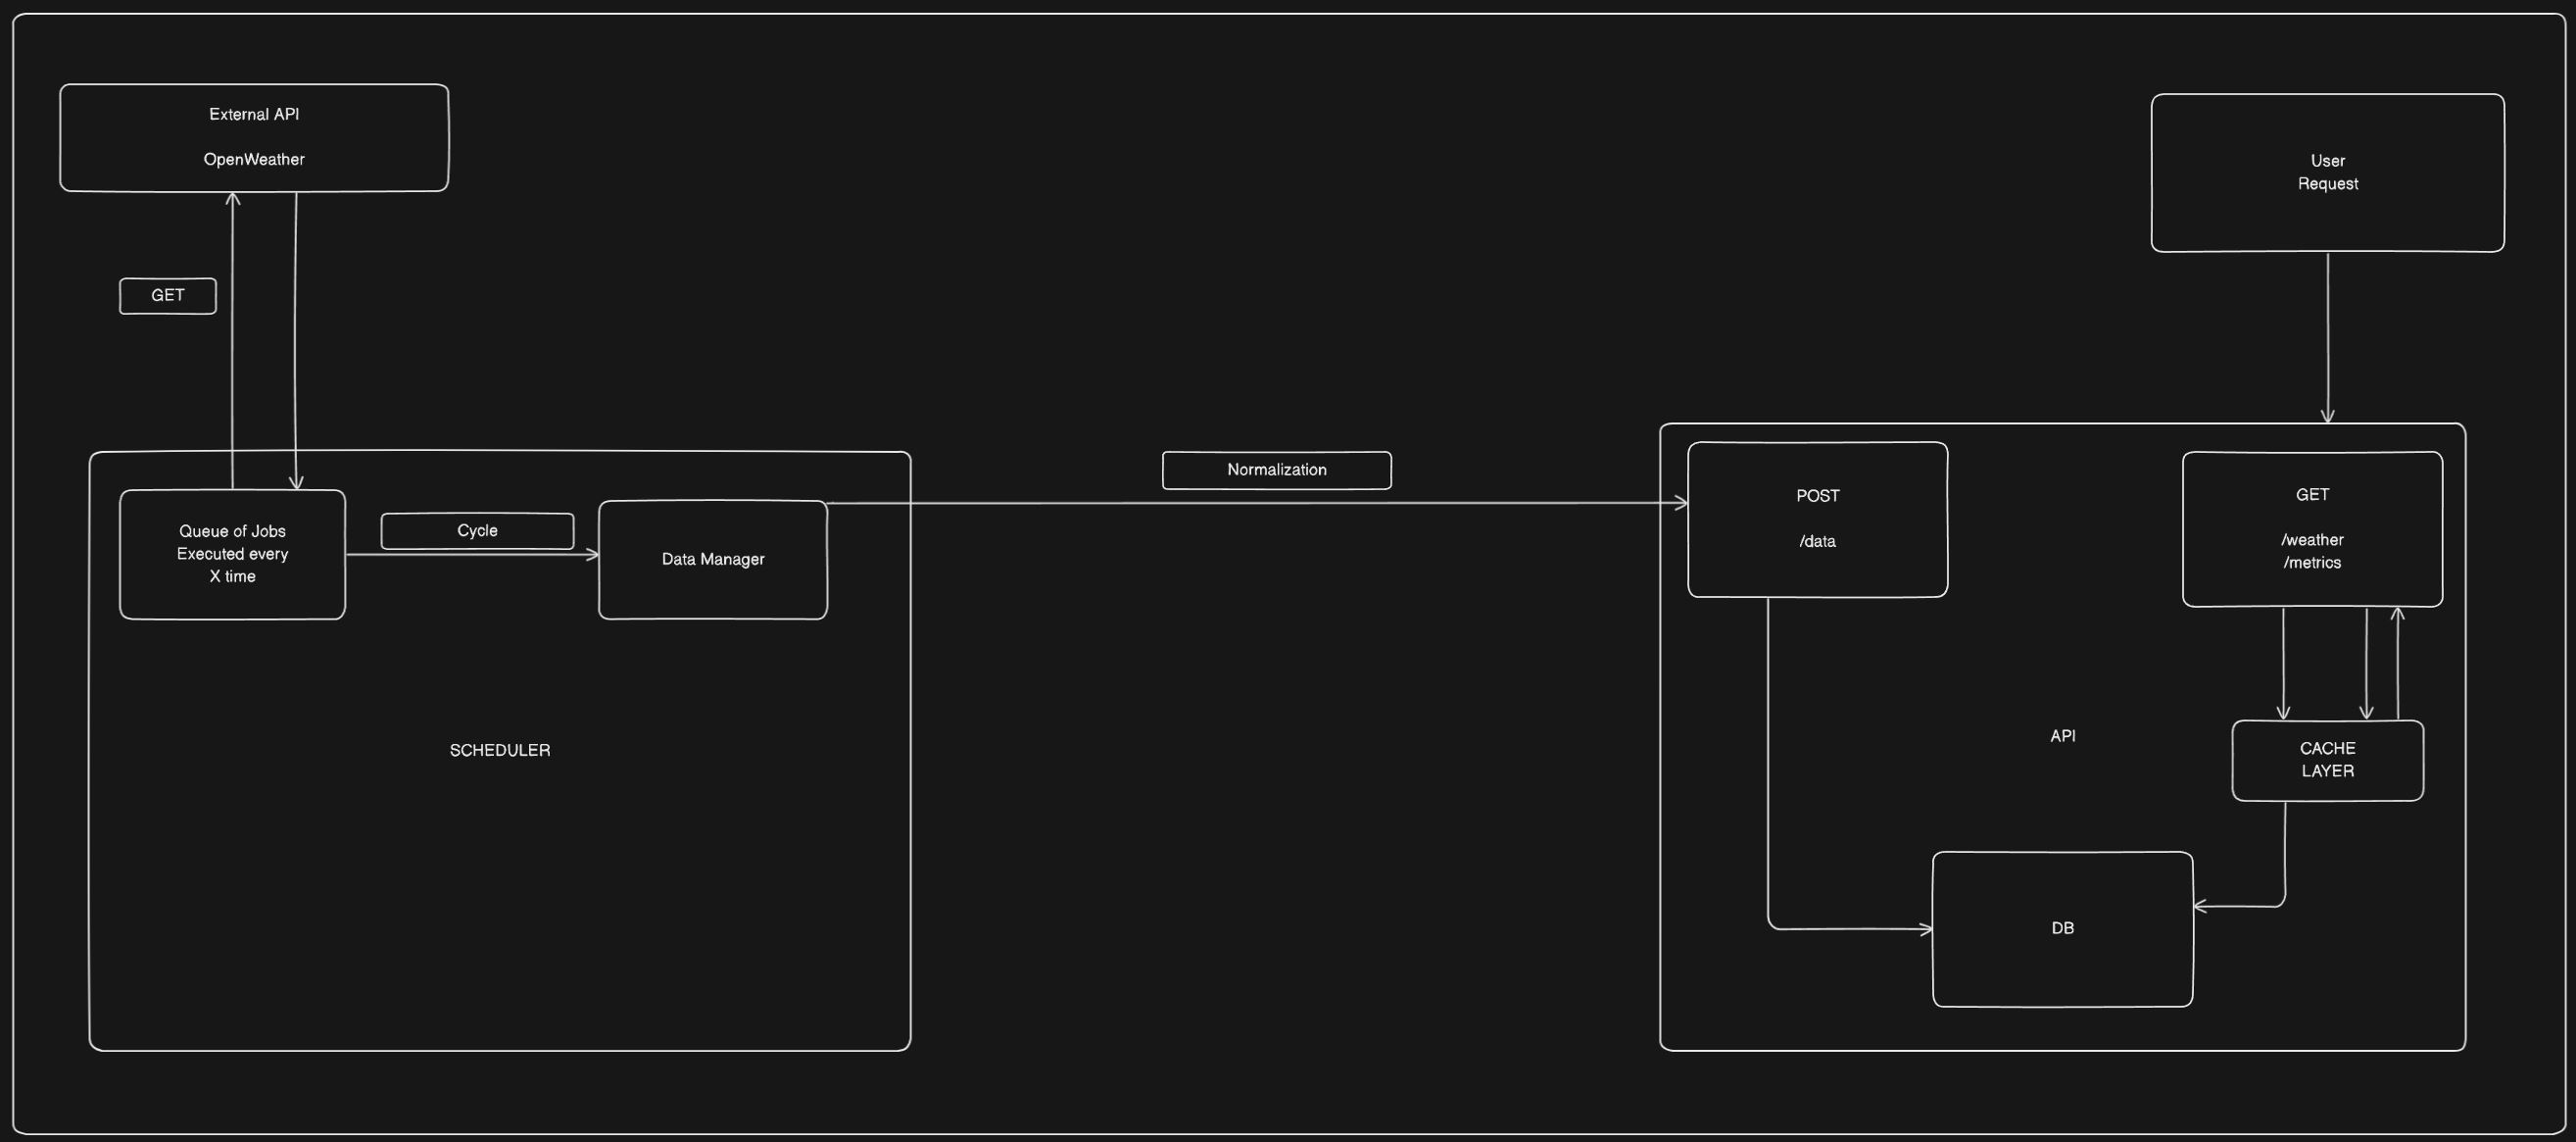 External API
OpenWeather
User
Request
GET
Normalization
Queue of Jobs
Executed every
X time
Cycle
Data Manager
POST
/data
GET
/weather
/metrics
SCHEDULER
API
CACHE
LAYER
DB